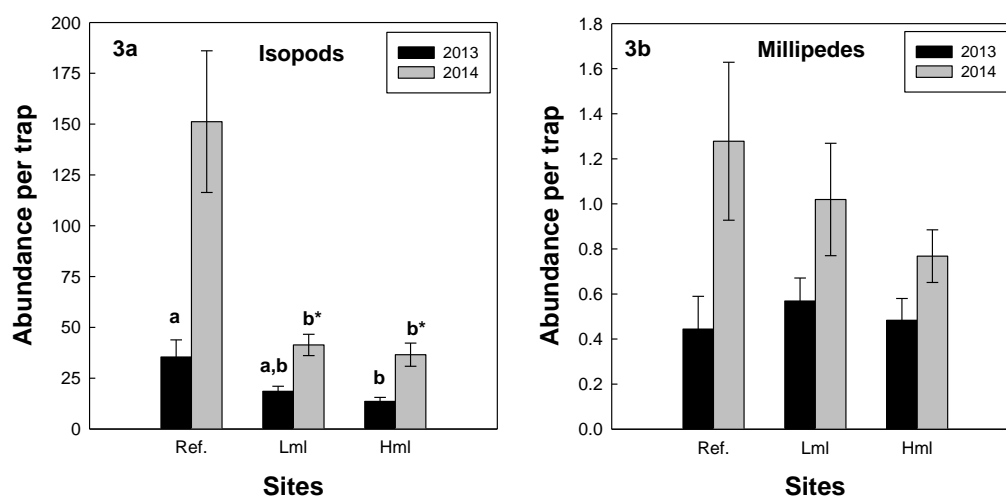 3a
Isopods
2013
2014
Abundance per trap
200
175
150
125
100
75
50
25
0
a
a,b
b*
b
b*
Ref.
Lml
Hml
Sites
3b
Millipedes
2013
2014
Abundance per trap
1.8
1.6
1.4
1.2
1.0
0.8
0.6
0.4
0.2
0.0
Ref.
Lml
Hml
Sites